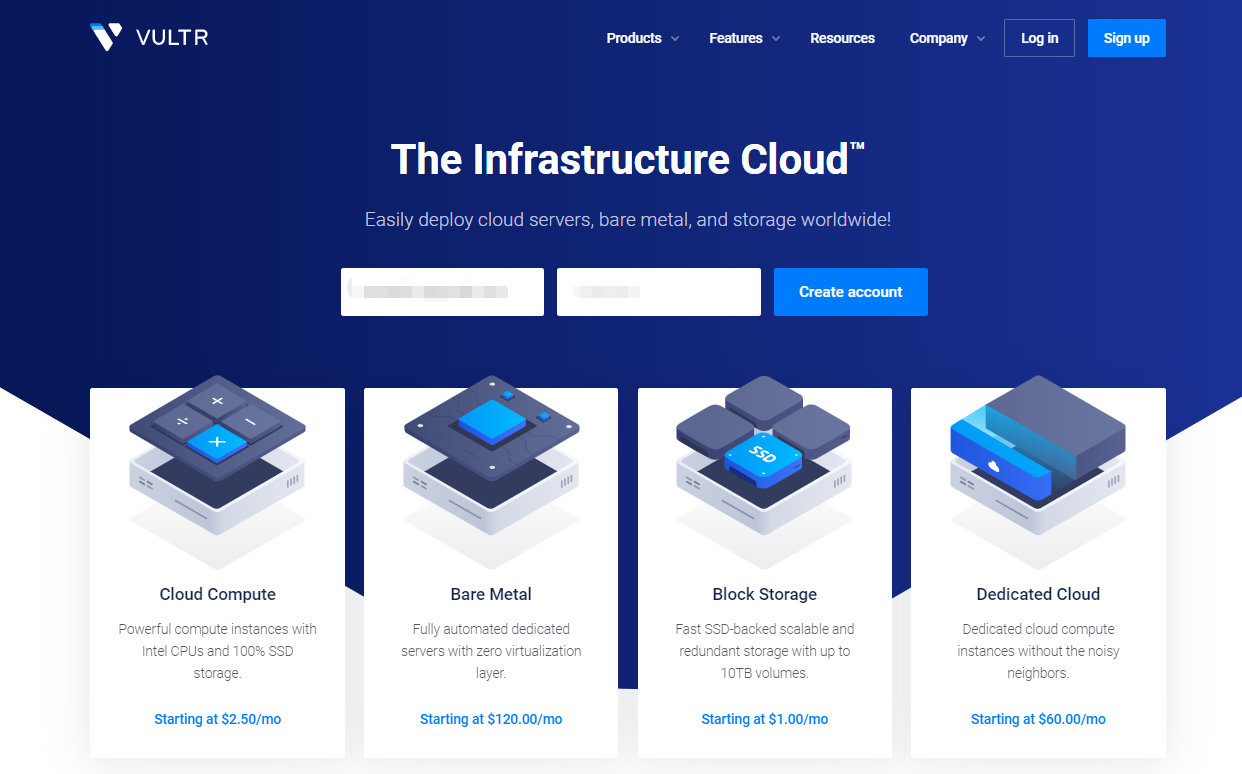 VULTR
Products
Features
Resources
Company
Log in
Sign up
The Infrastructure Cloud™
Easily deploy cloud servers, bare metal, and storage worldwide!
Create account
SSD
Cloud Compute
Powerful compute instances with
Intel CPUs and 100% SSD
storage.
Starting at $2.50/mo
Bare Metal
Fully automated dedicated
servers with zero virtualization
layer.
Starting at $120.00/mo
Block Storage
Fast SSD-backed scalable and
redundant storage with up to
10TB volumes.
Starting at $1.00/mo
Dedicated Cloud
Dedicated cloud compute
instances without the noisy
neighbors.
Starting at $60.00/mo